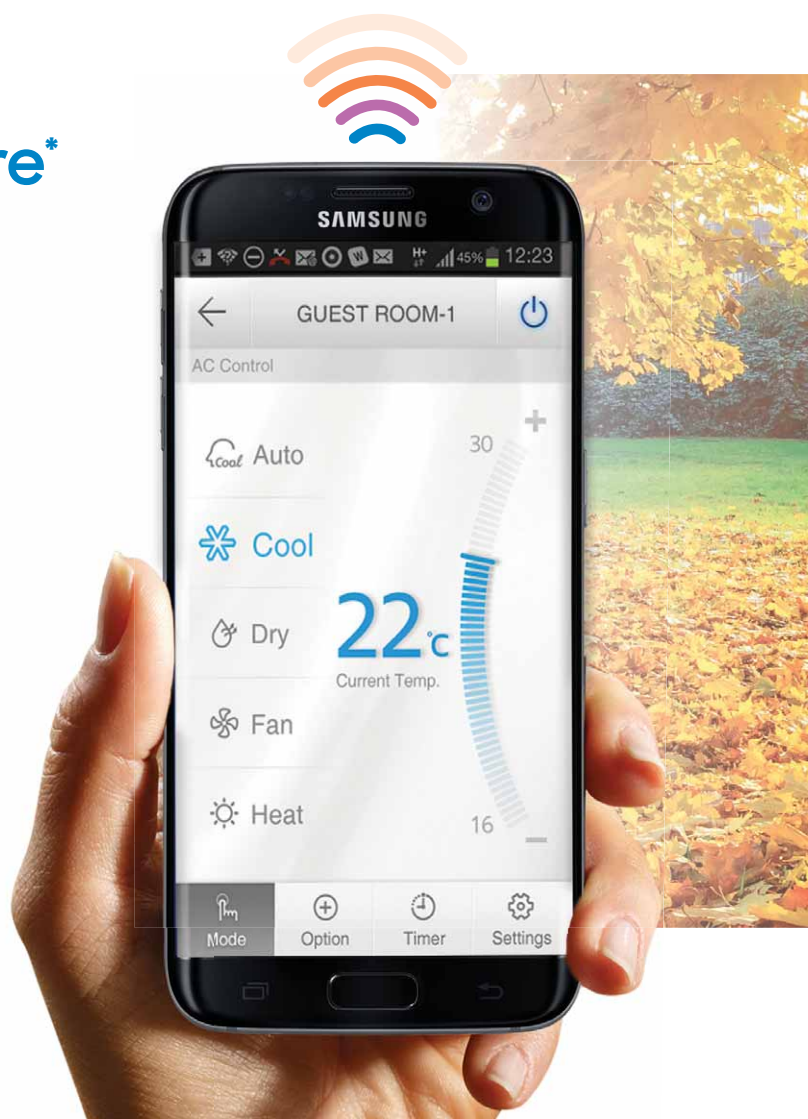 re*
SAMSUNG
45% 12:23
GUEST ROOM-1
AC Control
30
Cool Auto
Cool
Dry
22°C
Current Temp.
Fan
Heat
16
Mode Option Timer Settings